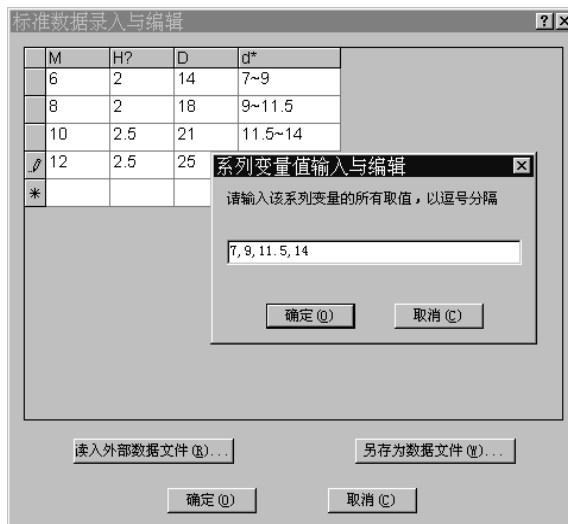 标准数据录入与编辑
M H? D d*
6 2 14 7~9
8 2 18 9~11.5
10 2.5 21 11.5~14
12 2.5 25
*
系列变量值输入与编辑
请输入该系列变量的所有取值，以逗号分隔
7,9,11.5,14
确定(O) 取消(C)
读入外部数据文件(R)... 另存为数据文件(W)...
确定(O) 取消(C)